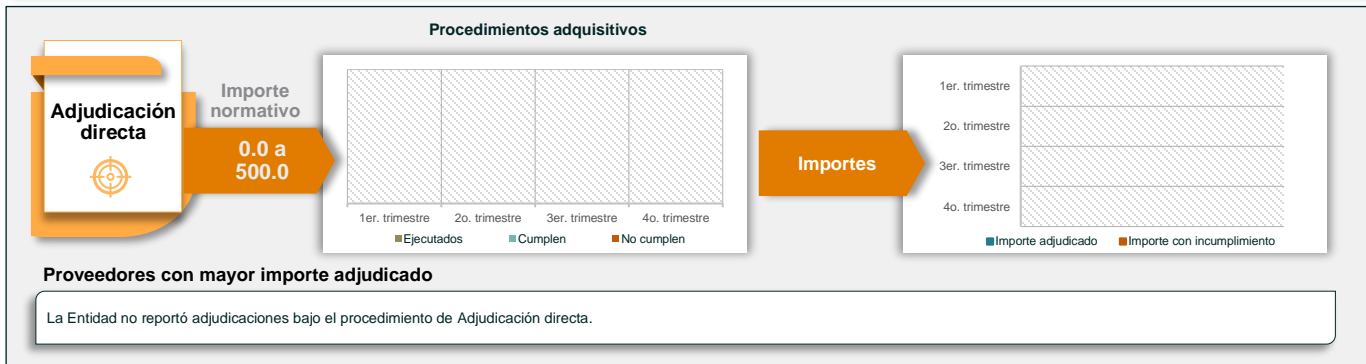 Procedimientos adquisitivos
Adjudicación
directa
Importe
normativo
0.0 a
500.0
1er. trimestre 2o. trimestre 3er. trimestre 4o. trimestre
Ejecutados Cumplen No cumplen
Importes
1er. trimestre
2o. trimestre
3er. trimestre
4o. trimestre
Importe adjudicado Importe con incumplimiento
Proveedores con mayor importe adjudicado
La Entidad no reportó adjudicaciones bajo el procedimiento de Adjudicación directa.